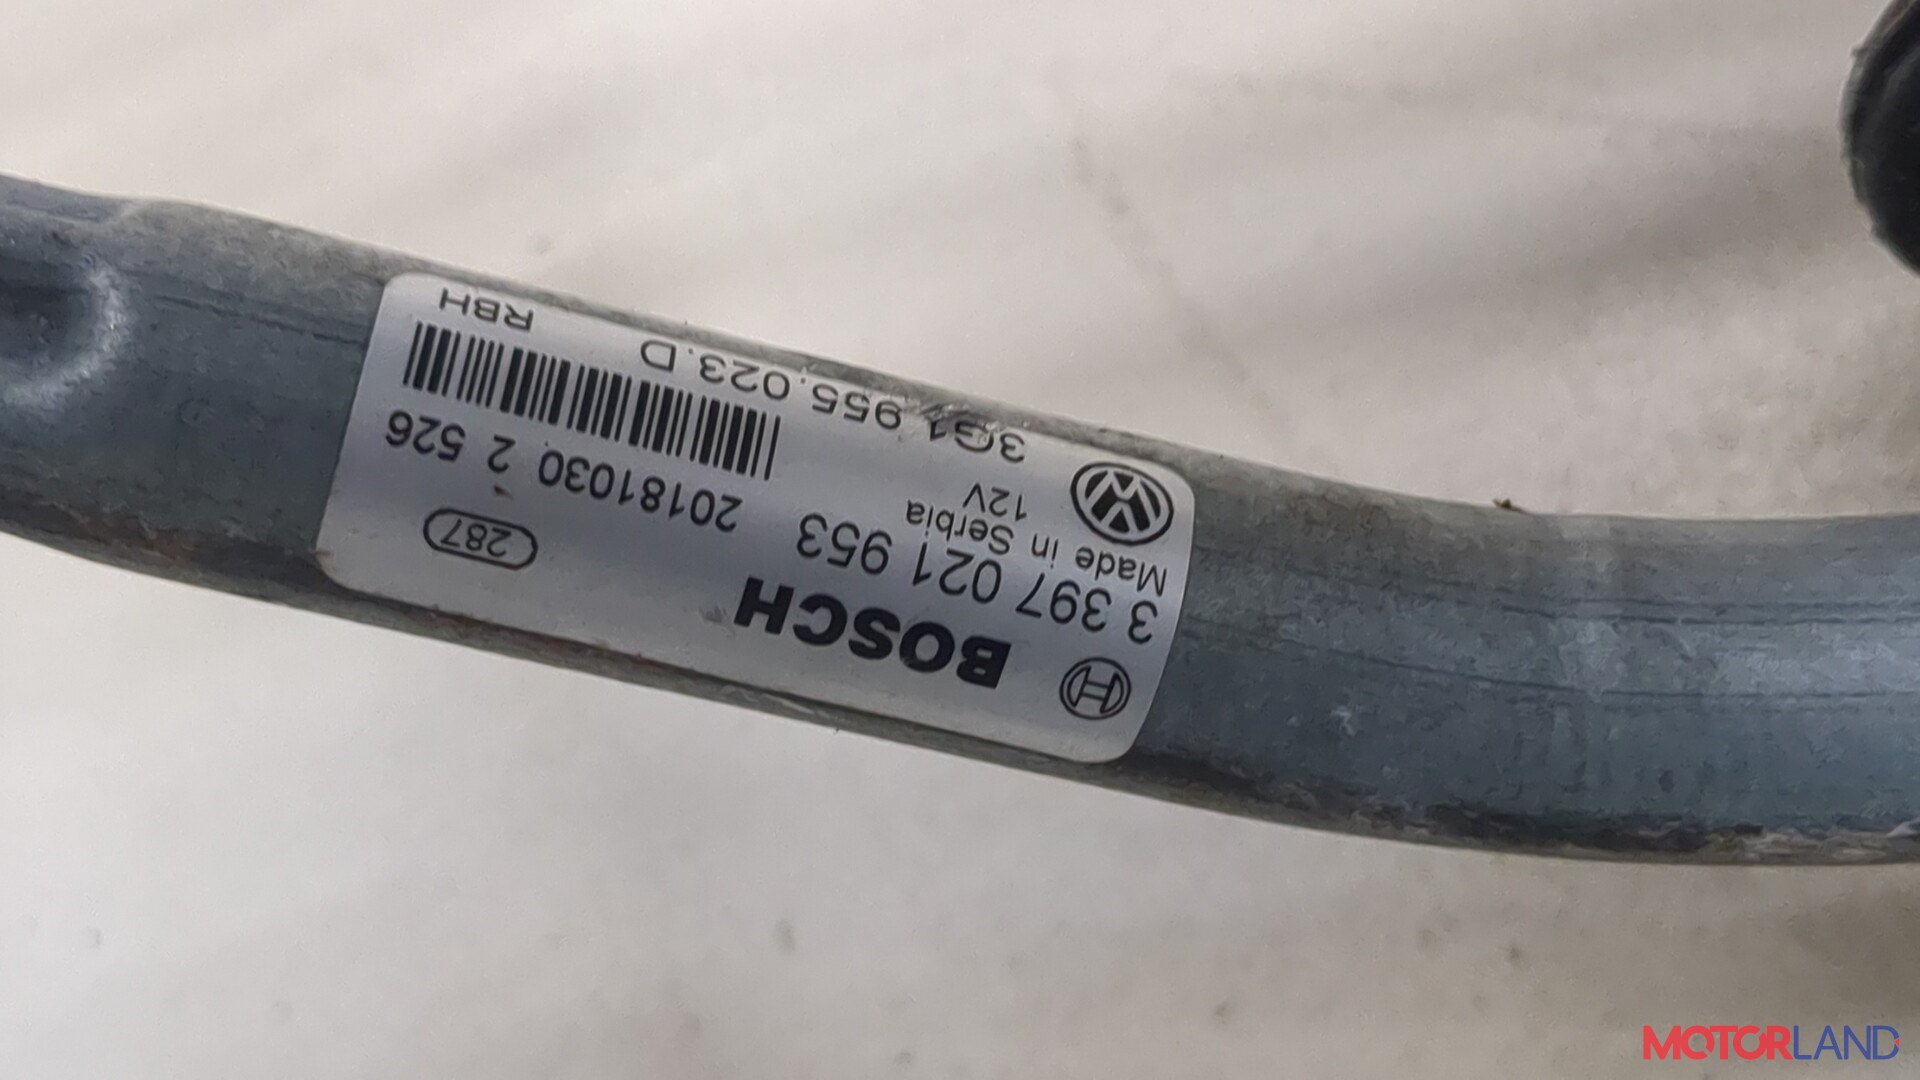 BOSCH
287
3 397 021 953
20181030 2 526
Made in Serbia
12V
3G1 955.023.D
RBH
MOTORLAND